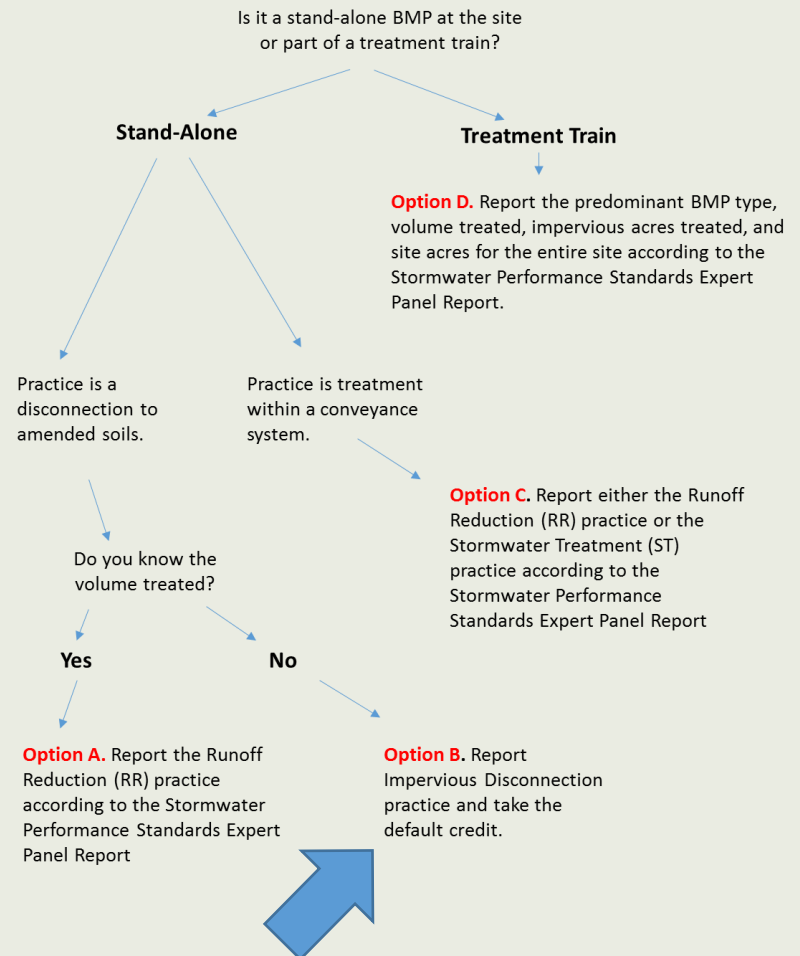 Is it a stand-alone BMP at the site
or part of a treatment train?
Stand-Alone
Treatment Train
Option D. Report the predominant BMP type,
volume treated, impervious acres treated, and
site acres for the entire site according to the
Stormwater Performance Standards Expert
Panel Report.
Practice is a
disconnection to
amended soils.
Practice is treatment
within a conveyance
system.
Option C. Report either the Runoff
Reduction (RR) practice or the
Stormwater Treatment (ST)
practice according to the
Stormwater Performance
Standards Expert Panel Report
Do you know the
volume treated?
Yes
No
Option A. Report the Runoff
Reduction (RR) practice
according to the Stormwater
Performance Standards Expert
Panel Report
Option B. Report
Impervious Disconnection
practice and take the
default credit.